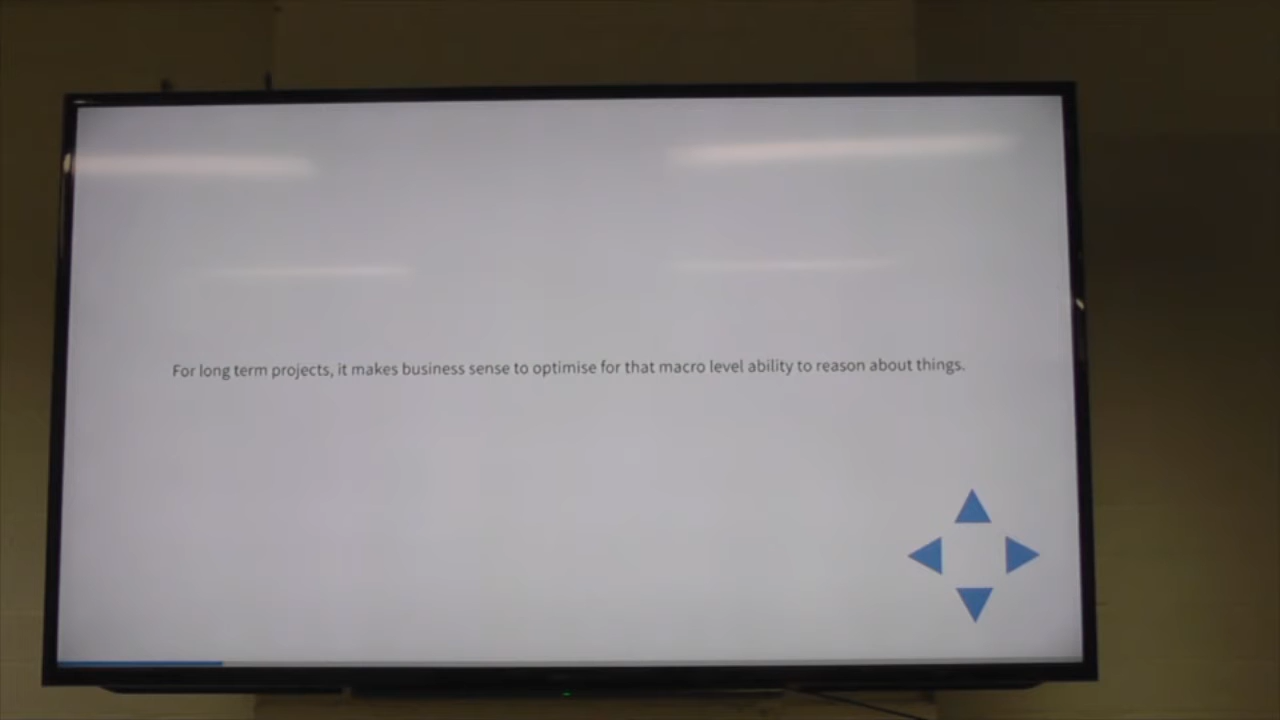 For long term projects, it makes business sense to optimise for that macro level ability to reason about things.